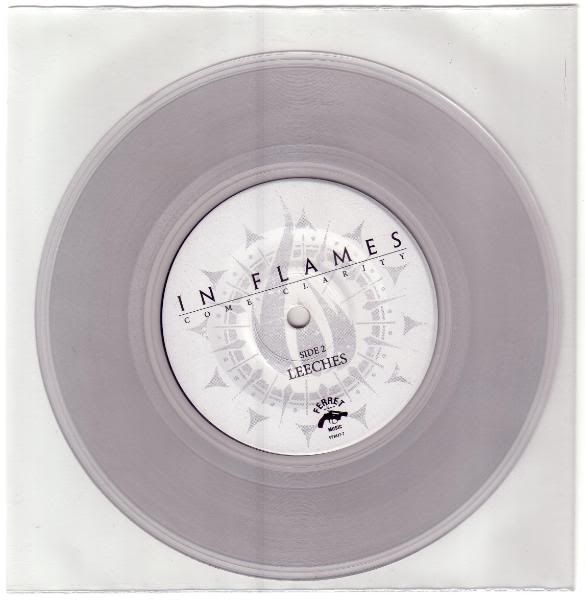 IN FLAMES
COME CLARITY
SIDE 2
LEECHES
FERRET
MUSIC